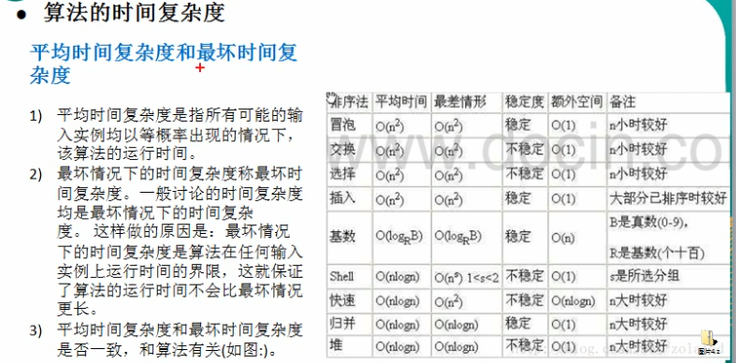 ● 算法的时间复杂度
平均时间复杂度和最坏时间复
杂度
1) 平均时间复杂度是指所有可能的输
入实例均以等概率出现的情况下，
该算法的运行时间。
2) 最坏情况下的时间复杂度称最坏时
间复杂度。一般讨论的时间复杂度
均是最坏情况下的时间复杂
度。 这样做的原因是：最坏情况
下的时间复杂度是算法在任何输入
实例上运行时间的界限，这就保证
了算法的运行时间不会比最坏情况
更长。
3) 平均时间复杂度和最坏时间复杂度
是否一致，和算法有关(如图:)。
排序法 平均时间 最差情形 稳定度 额外空间 备注
冒泡 O(n²) O(n²) 稳定 O(1) n小时较好
交换 O(n²) O(n²) 不稳定 O(1) n小时较好
选择 O(n²) O(n²) 不稳定 O(1) n小时较好
插入 O(n²) O(n²) 稳定 O(1) 大部分已排序时较好
基数 O(logRB) O(logRB) 稳定 O(n) B是真数(0-9)，
R是基数(个十百)
Shell O(nlogn) O(nˢ) 1<s<2 不稳定 O(1) s是所选分组
快速 O(nlogn) O(n²) 不稳定 O(nlogn) n大时较好
归并 O(nlogn) O(nlogn) 稳定 O(1) n大时较好
堆 O(nlogn) O(nlogn) 不稳定 O(1) n大时较好
www.docin.co